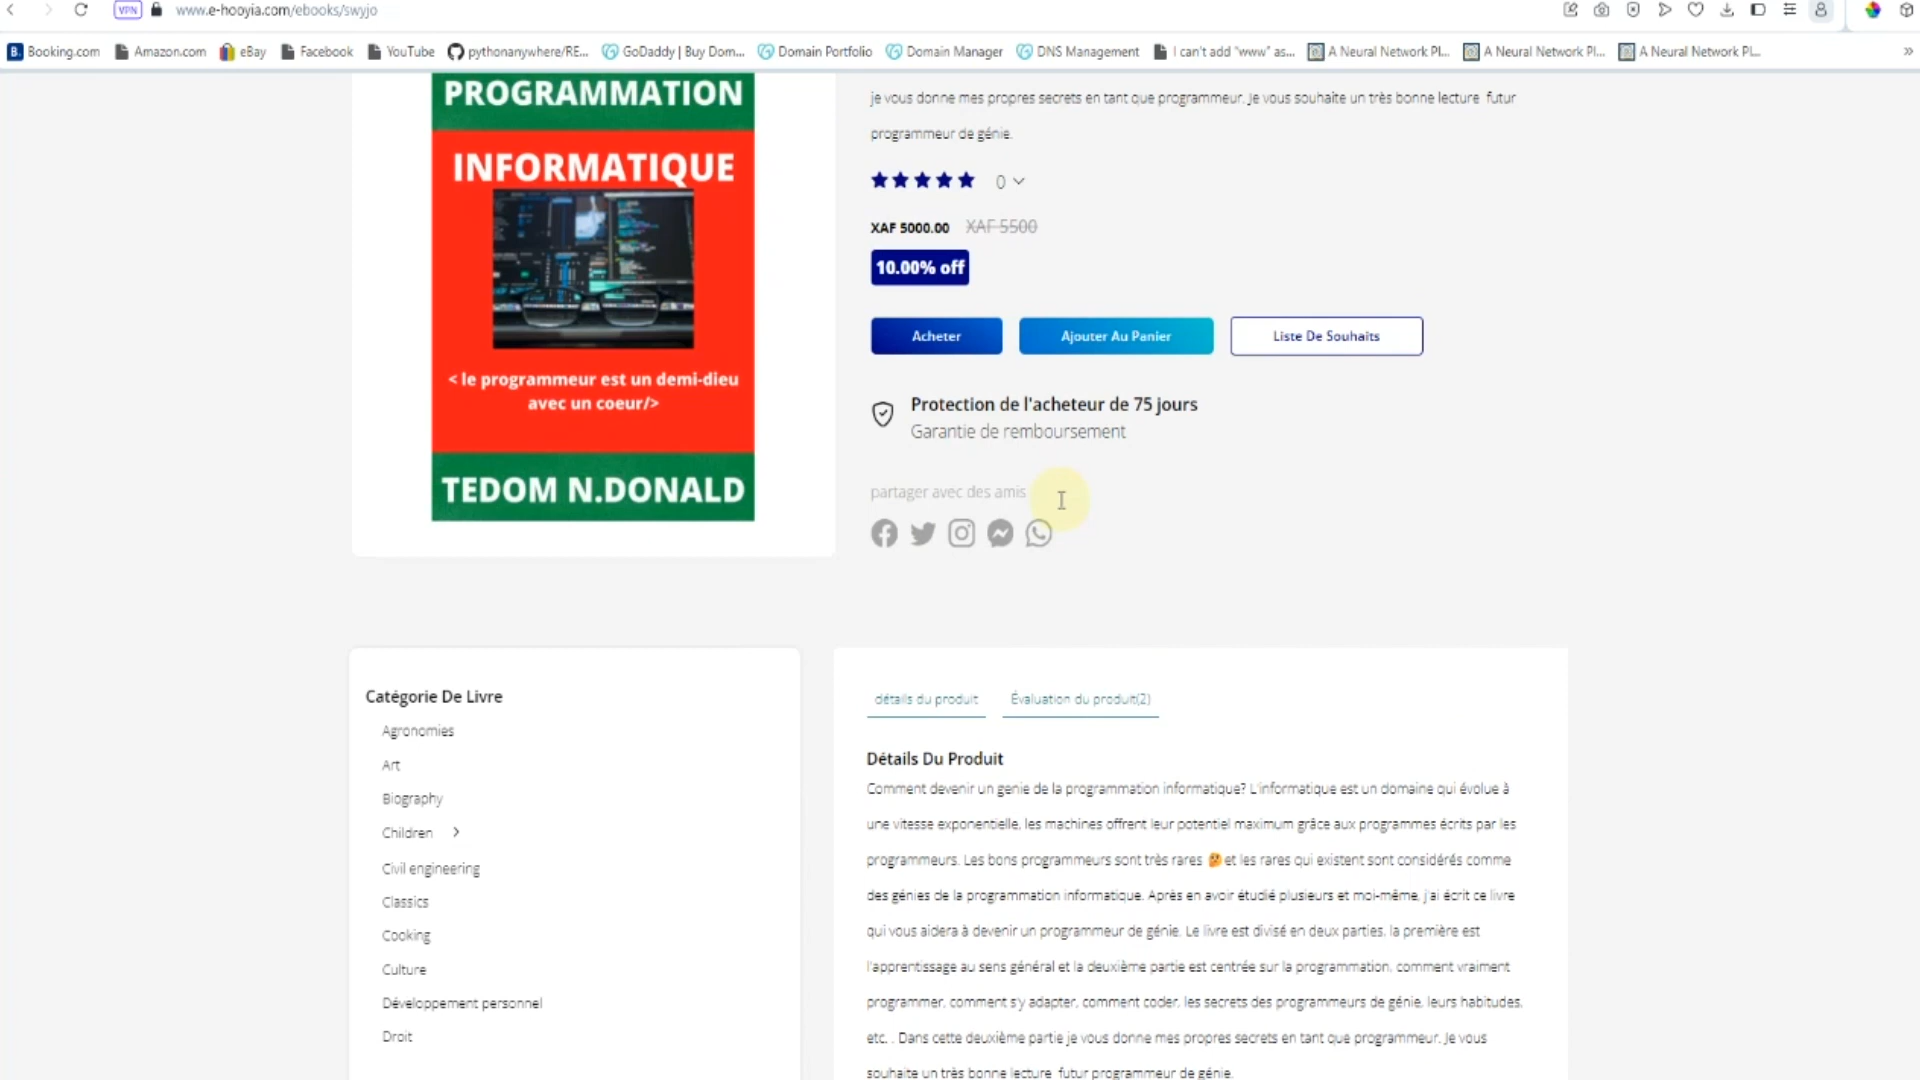 VPN
www.e-hooyia.com/ebooks/swyjo
B. Booking.com
Amazon.com
eBay
Facebook
YouTube
pythonanywhere/RE...
GoDaddy | Buy Dom...
Domain Portfolio
Domain Manager
DNS Management
I can't add "www" as...
A Neural Network Pl...
A Neural Network Pl...
A Neural Network Pl...
»
PROGRAMMATION
INFORMATIQUE
< le programmeur est un demi-dieu
avec un coeur/>
TEDOM N.DONALD
je vous donne mes propres secrets en tant que programmeur. Je vous souhaite un très bonne lecture futur
programmeur de génie.
0
XAF 5000.00 XAF 5500
10.00% off
Acheter
Ajouter Au Panier
Liste De Souhaits
Protection de l'acheteur de 75 jours
Garantie de remboursement
partager avec des amis
Catégorie De Livre
Agronomies
Art
Biography
Children
Civil engineering
Classics
Cooking
Culture
Développement personnel
Droit
détails du produit
Évaluation du produit(2)
Détails Du Produit
Comment devenir un genie de la programmation informatique? L'informatique est un domaine qui évolue à
une vitesse exponentielle, les machines offrent leur potentiel maximum grâce aux programmes écrits par les
programmeurs. Les bons programmeurs sont très rares 🤔et les rares qui existent sont considérés comme
des génies de la programmation informatique. Après en avoir étudié plusieurs et moi-même, j'ai écrit ce livre
qui vous aidera à devenir un programmeur de génie. Le livre est divisé en deux parties. la première est
l'apprentissage au sens général et la deuxième partie est centrée sur la programmation. comment vraiment
programmer, comment s'y adapter, comment coder, les secrets des programmeurs de génie, leurs habitudes.
etc. . Dans cette deuxième partie je vous donne mes propres secrets en tant que programmeur. Je vous
souhaite un très bonne lecture futur programmeur de génie.